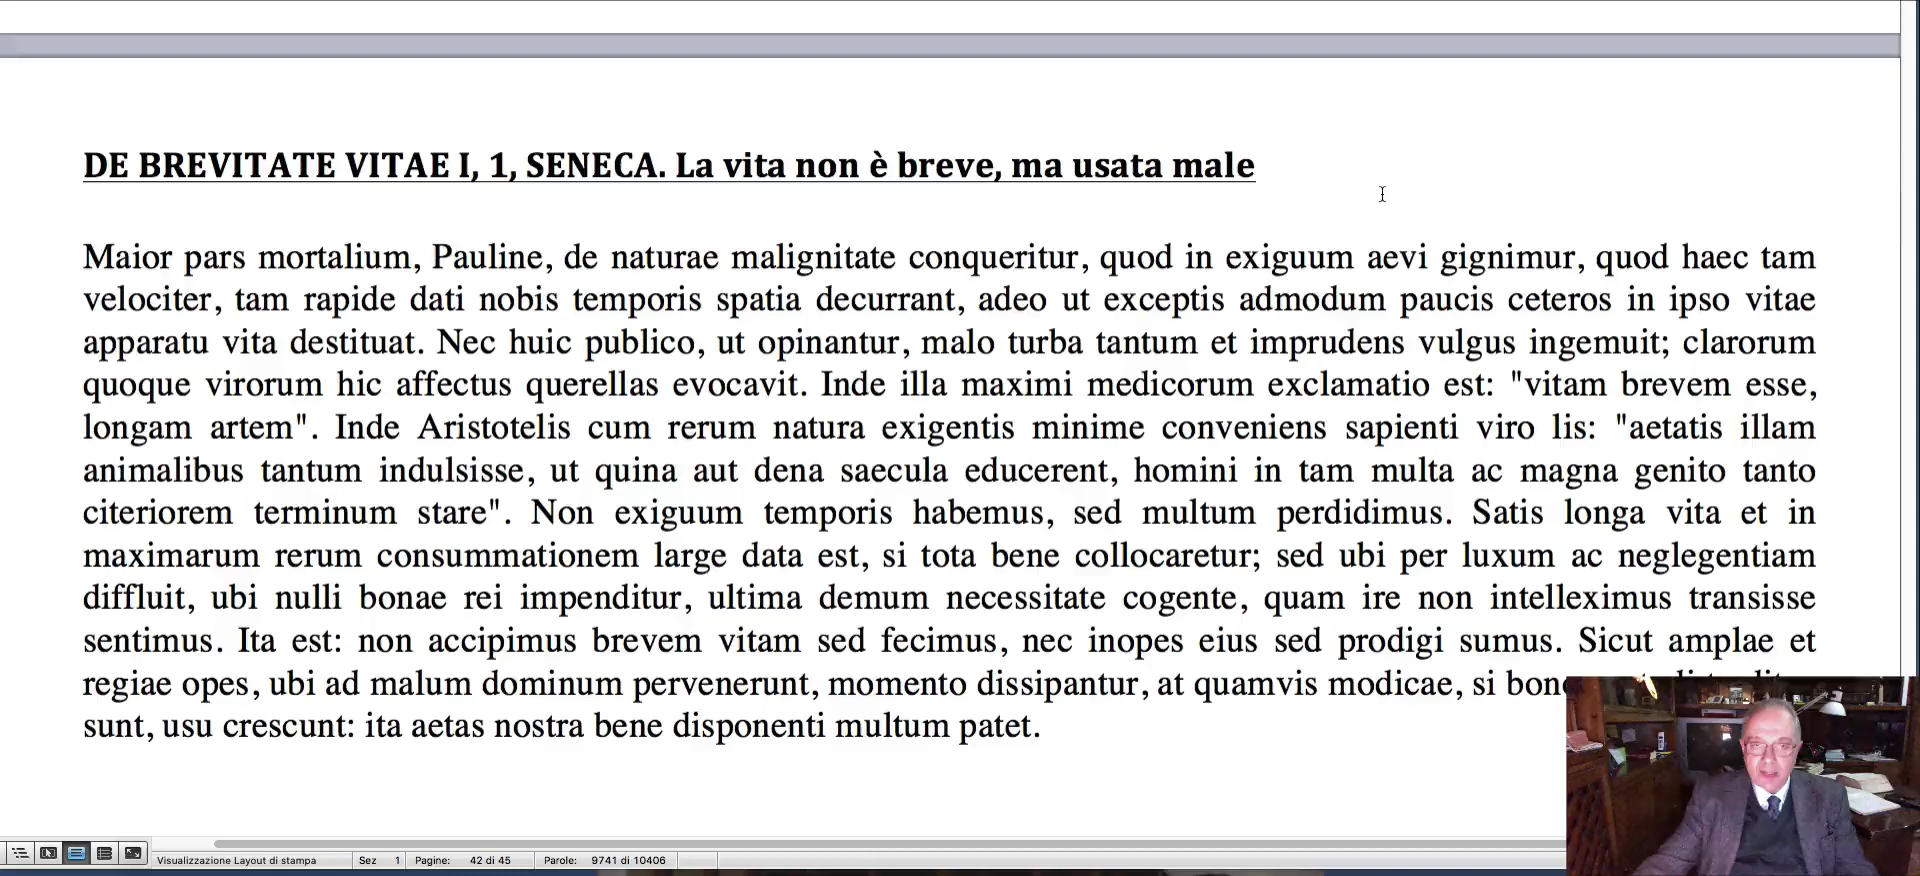 DE BREVITATE VITAE I, 1, SENECA. La vita non è breve, ma usata male
Maior pars mortalium, Pauline, de naturae malignitate conqueritur, quod in exiguum aevi gignimur, quod haec tam
velociter, tam rapide dati nobis temporis spatia decurrant, adeo ut exceptis admodum paucis ceteros in ipso vitae
apparatu vita destituat. Nec huic publico, ut opinantur, malo turba tantum et imprudens vulgus ingemuit; clarorum
quoque virorum hic affectus querellas evocavit. Inde illa maximi medicorum exclamatio est: "vitam brevem esse,
longam artem". Inde Aristotelis cum rerum natura exigentis minime conveniens sapienti viro lis: "aetatis illam
animalibus tantum indulsisse, ut quina aut dena saecula educerent, homini in tam multa ac magna genito tanto
citeriorem terminum stare". Non exiguum temporis habemus, sed multum perdidimus. Satis longa vita et in
maximarum rerum consummationem large data est, si tota bene collocaretur; sed ubi per luxum ac neglegentiam
diffluit, ubi nulli bonae rei impenditur, ultima demum necessitate cogente, quam ire non intelleximus transisse
sentimus. Ita est: non accipimus brevem vitam sed fecimus, nec inopes eius sed prodigi sumus. Sicut amplae et
regiae opes, ubi ad malum dominum pervenerunt, momento dissipantur, at quamvis modicae, si
sunt, usu crescunt: ita aetas nostra bene disponenti multum patet.
Visualizzazione Layout di stampa Sez 1 Pagine: 42 di 45 Parole: 9741 di 10406